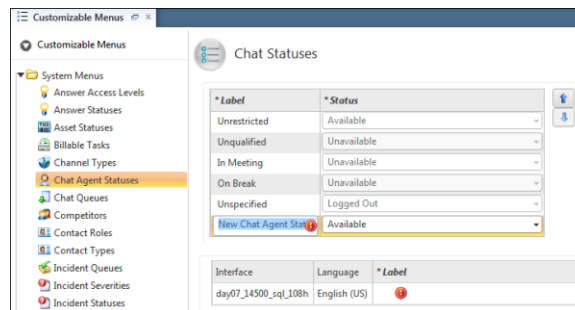 Customizable Menus
Customizable Menus
System Menus
Answer Access Levels
Answer Statuses
Asset Statuses
Billable Tasks
Channel Types
Chat Agent Statuses
Chat Queues
Competitors
Contact Roles
Contact Types
Incident Queues
Incident Severities
Incident Statuses
Chat Statuses
* Label * Status
Unrestricted Available
Unqualified Unavailable
In Meeting Unavailable
On Break Unavailable
Unspecified Logged Out
New Chat Agent Stat Available
Interface Language * Label
day07_14500_sql_108h English (US)